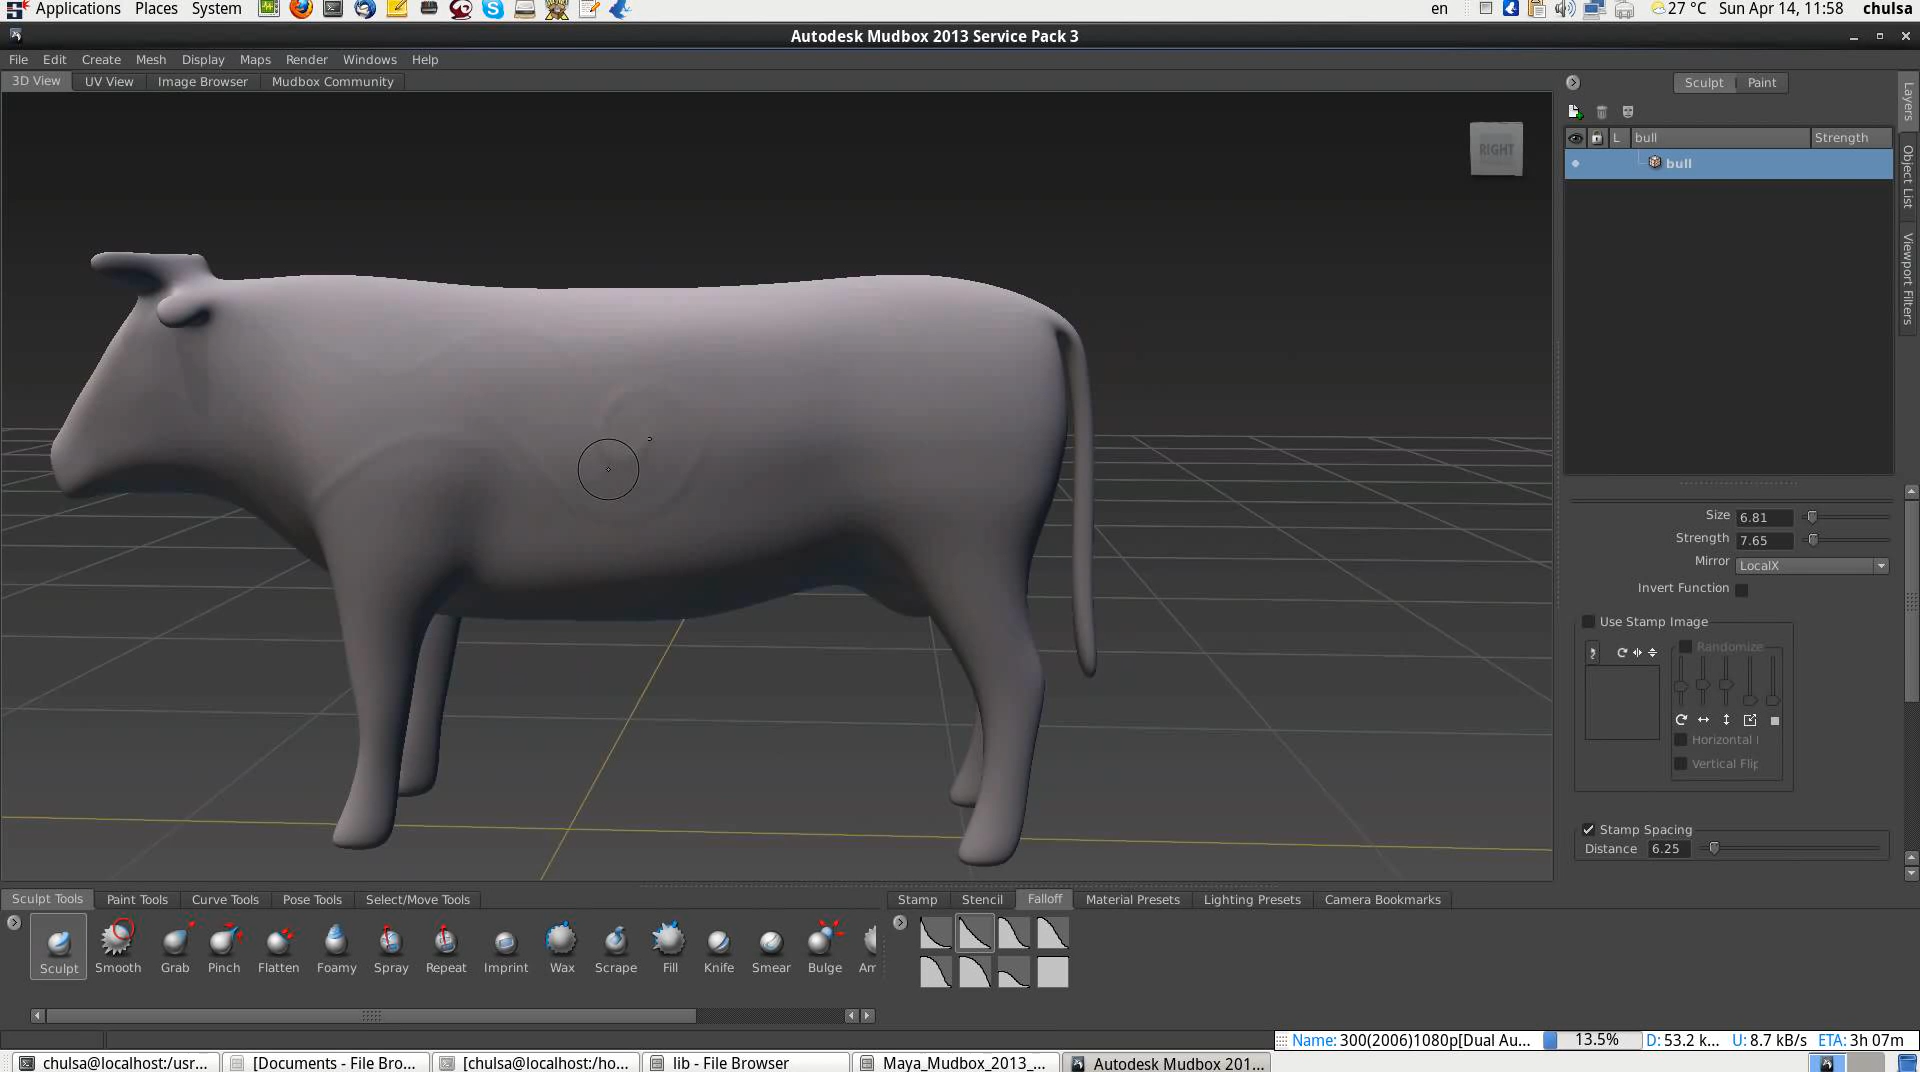 Applications Places System
en
27 °C Sun Apr 14, 11:58 chulsa
Autodesk Mudbox 2013 Service Pack 3
File Edit Create Mesh Display Maps Render Windows Help
3D View UV View Image Browser Mudbox Community
Sculpt Paint
Layers
Object List
Viewport Filters
L bull Strength
bull
RIGHT
Size 6.81
Strength 7.65
Mirror LocalX
Invert Function
Use Stamp Image
Randomize
Horizontal
Vertical Flip
Stamp Spacing
Distance 6.25
Sculpt Tools Paint Tools Curve Tools Pose Tools Select/Move Tools
Stamp Stencil Falloff Material Presets Lighting Presets Camera Bookmarks
Sculpt Smooth Grab Pinch Flatten Foamy Spray Repeat Imprint Wax Scrape Fill Knife Smear Bulge Am
Name: 300(2006)1080p[Dual Au... 13.5% D: 53.2 k... U: 8.7 kB/s ETA: 3h 07m
chulsa@localhost:/usr... [Documents - File Bro... [chulsa@localhost:/ho... lib - File Browser Maya_Mudbox_2013_... Autodesk Mudbox 201...